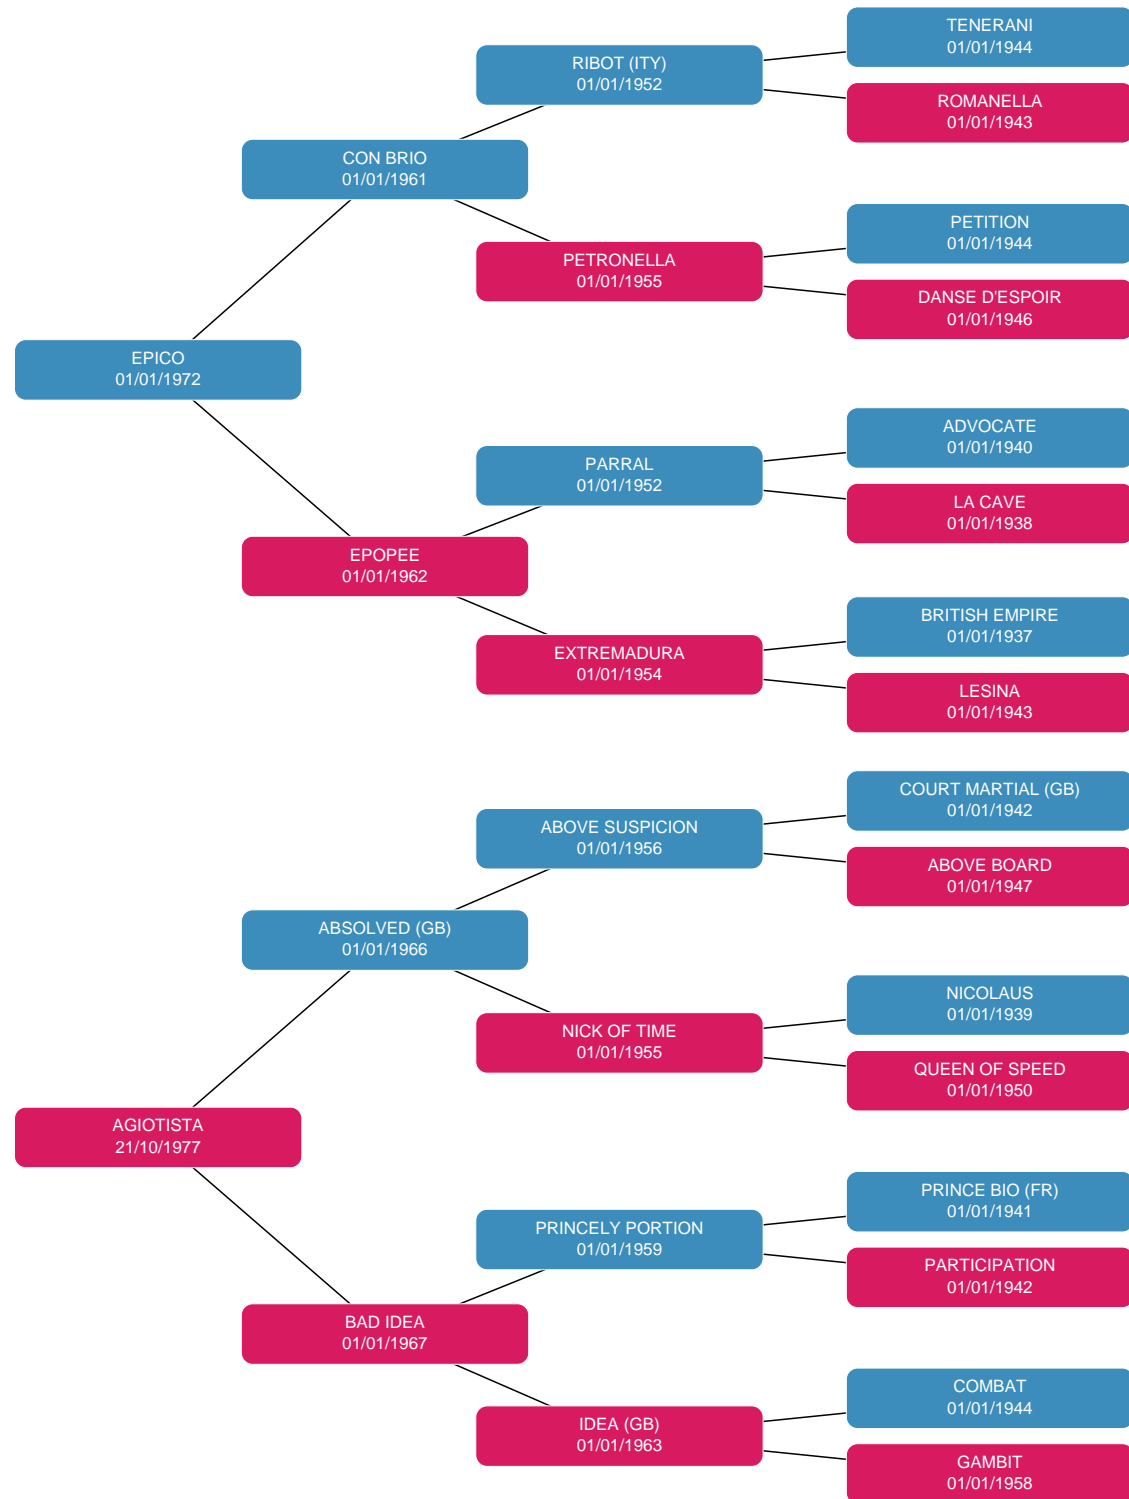 TENERANI
01/01/1944
RIBOT (ITY)
01/01/1952
ROMANELLA
01/01/1943
CON BRIO
01/01/1961
PETITION
01/01/1944
PETRONELLA
01/01/1955
DANSE D'ESPOIR
01/01/1946
EPICO
01/01/1972
ADVOCATE
01/01/1940
PARRAL
01/01/1952
LA CAVE
01/01/1938
EPOPEE
01/01/1962
BRITISH EMPIRE
01/01/1937
EXTREMADURA
01/01/1954
LESINA
01/01/1943
COURT MARTIAL (GB)
01/01/1942
ABOVE SUSPICION
01/01/1956
ABOVE BOARD
01/01/1947
ABSOLVED (GB)
01/01/1966
NICOLAUS
01/01/1939
NICK OF TIME
01/01/1955
QUEEN OF SPEED
01/01/1950
AGIOTISTA
21/10/1977
PRINCE BIO (FR)
01/01/1941
PRINCELY PORTION
01/01/1959
PARTICIPATION
01/01/1942
BAD IDEA
01/01/1967
COMBAT
01/01/1944
IDEA (GB)
01/01/1963
GAMBIT
01/01/1958